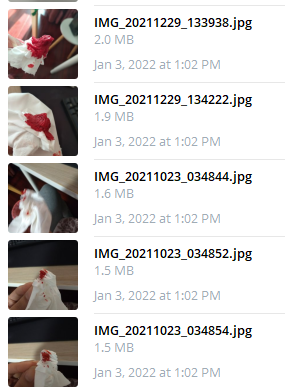 IMG_20211229_133938.jpg
2.0 MB
Jan 3, 2022 at 1:02 PM
IMG_20211229_134222.jpg
1.9 MB
Jan 3, 2022 at 1:02 PM
IMG_20211023_034844.jpg
1.6 MB
Jan 3, 2022 at 1:02 PM
IMG_20211023_034852.jpg
1.5 MB
Jan 3, 2022 at 1:02 PM
IMG_20211023_034854.jpg
1.5 MB
Jan 3, 2022 at 1:02 PM